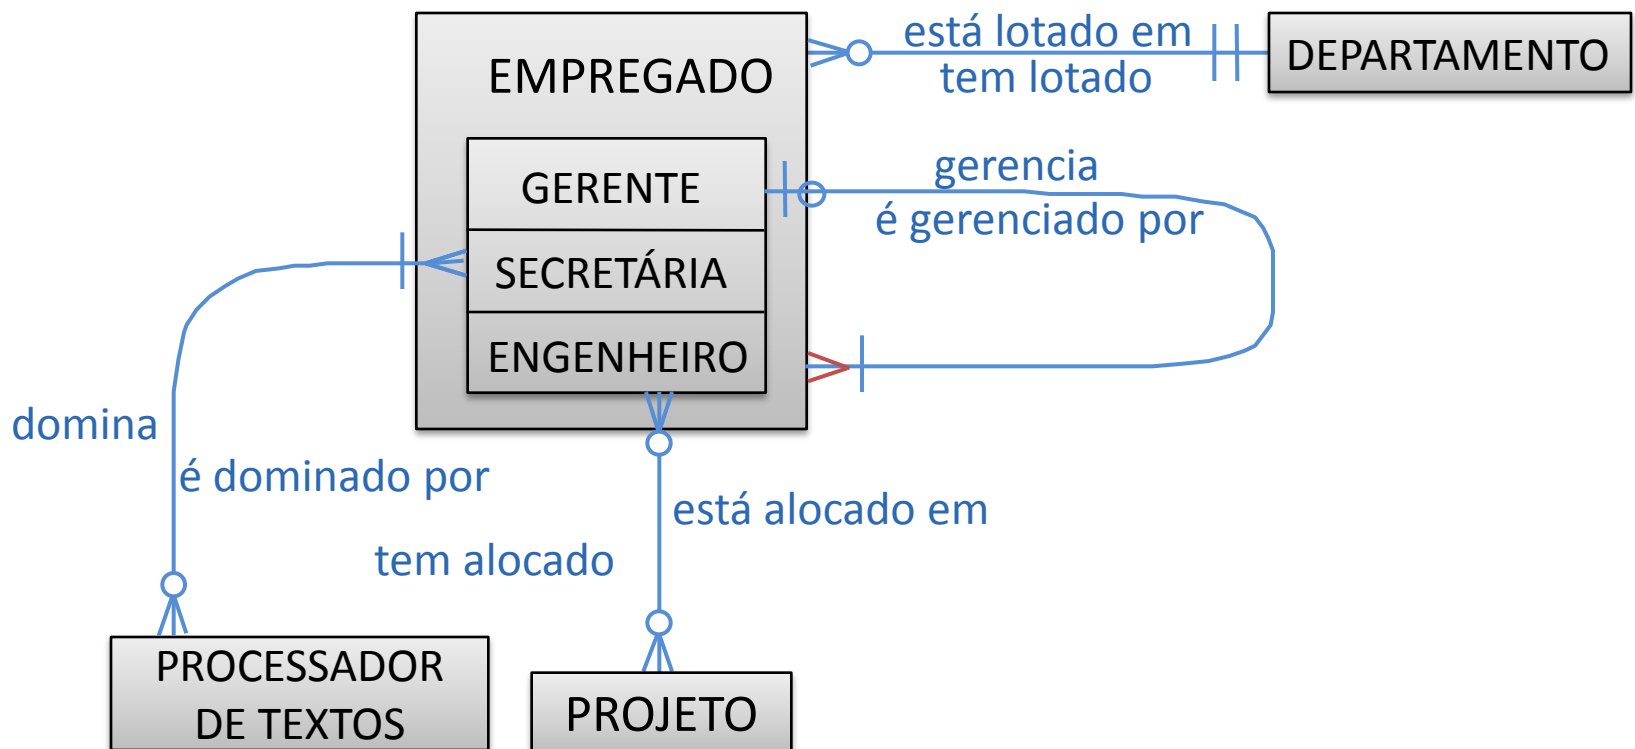 EMPREGADO
está lotado em
tem lotado
DEPARTAMENTO
GERENTE
gerencia
é gerenciado por
SECRETÁRIA
ENGENHEIRO
domina
é dominado por
está alocado em
tem alocado
PROCESSADOR
DE TEXTOS
PROJETO